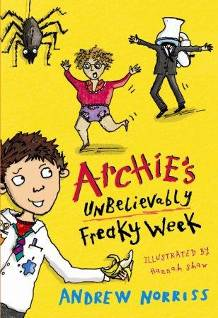 Archie's
Unbelievably
Freaky Week
ILLUSTRATED BY
Hannah Shaw
ANDREW NORRISS